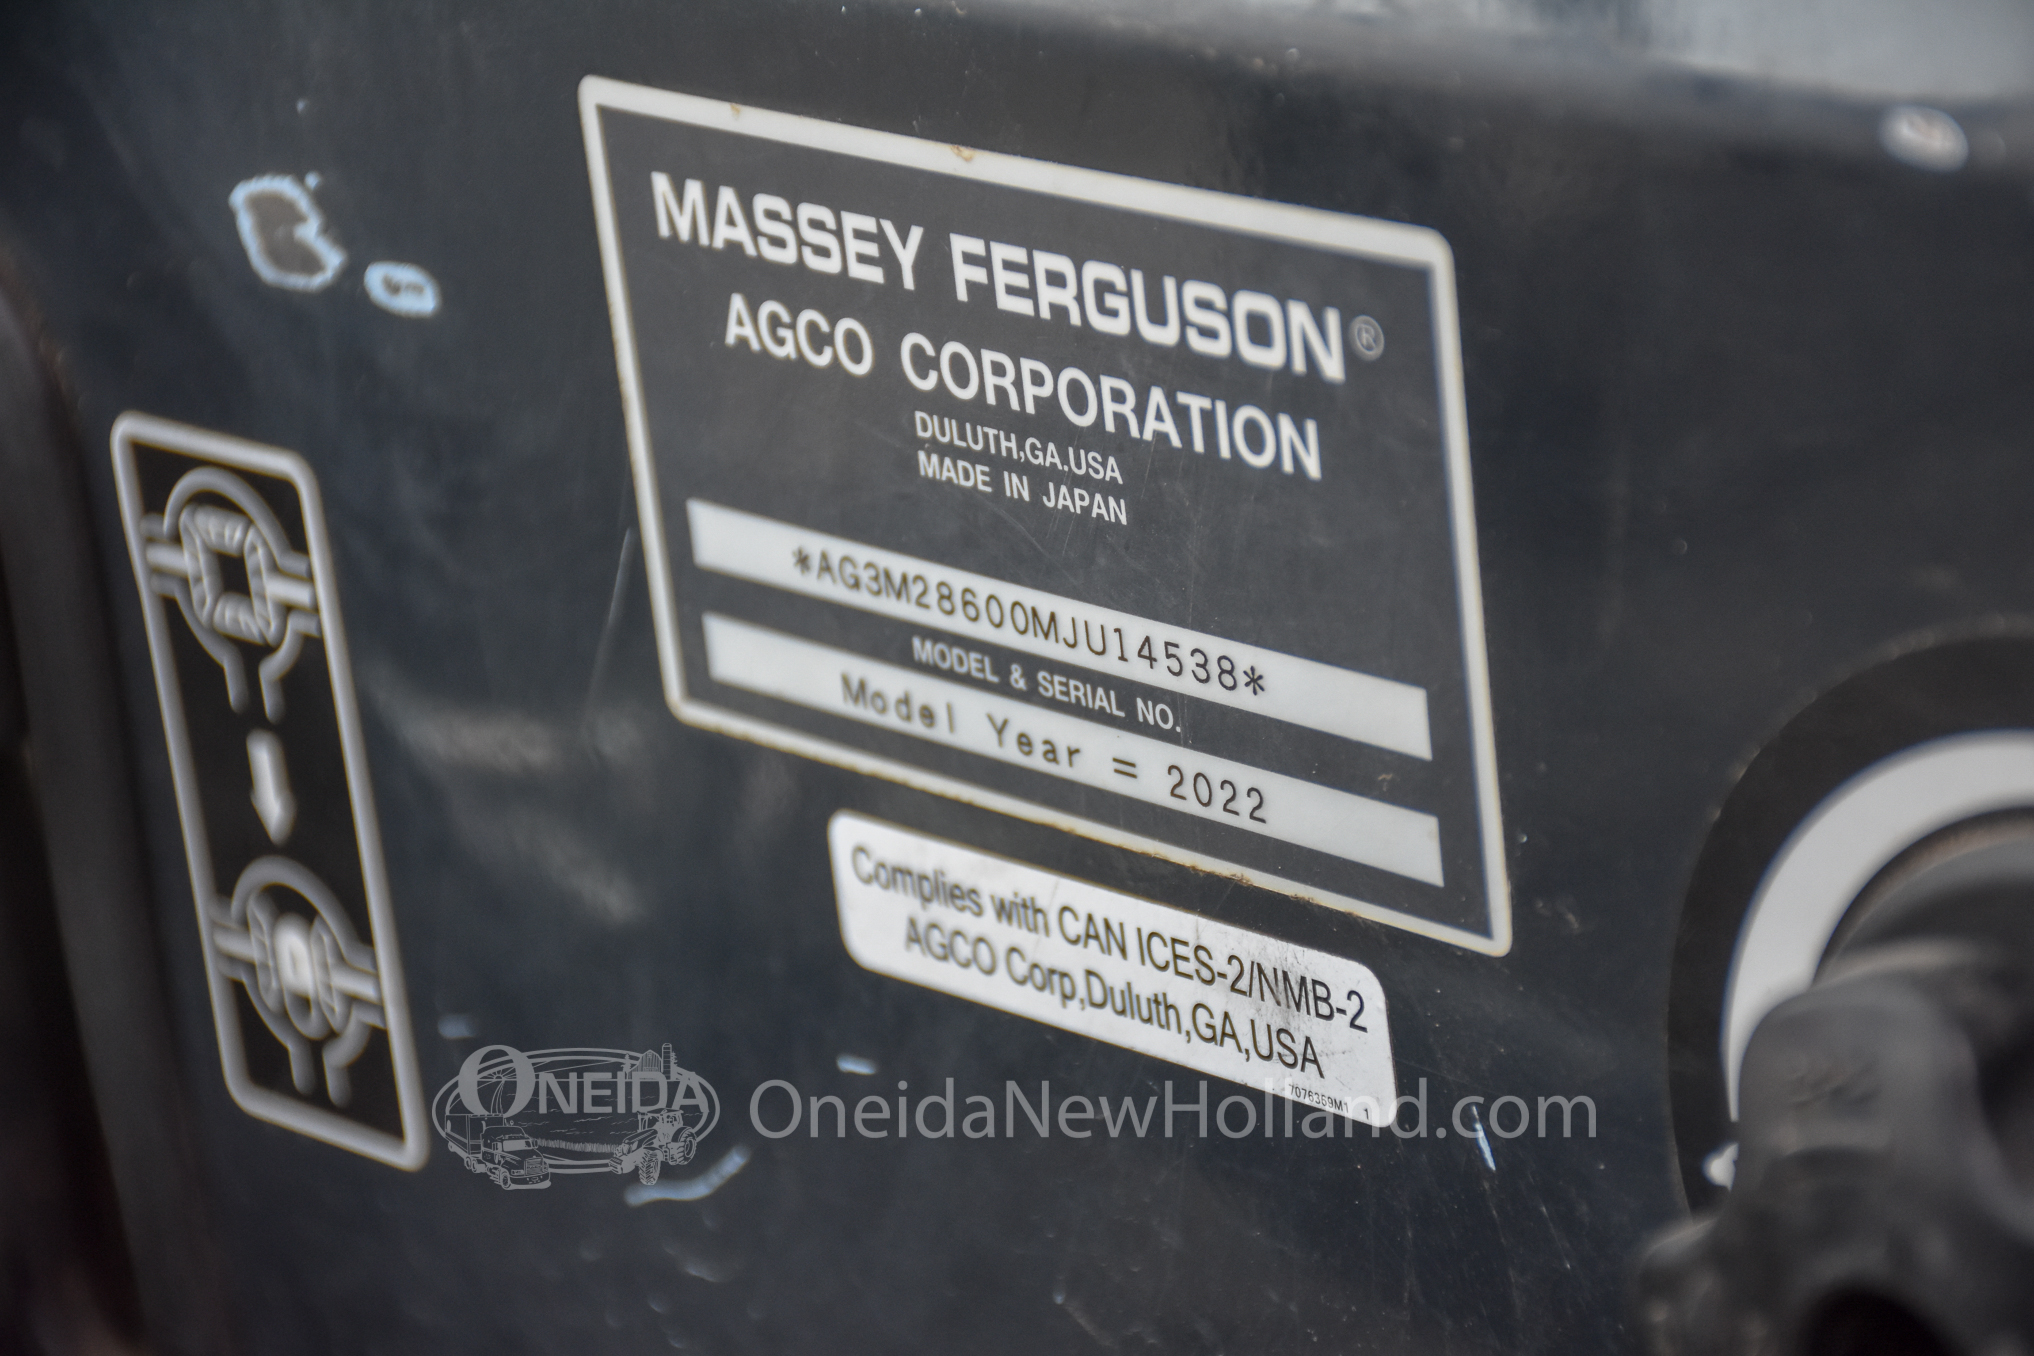 MASSEY FERGUSON®
AGCO CORPORATION
DULUTH,GA.USA
MADE IN JAPAN
*AG3M28600MJU14538*
MODEL & SERIAL NO.
Model Year = 2022
Complies with CAN ICES-2/NMB-2
AGCO Corp,Duluth,GA,USA
7076359M1 1
ONEIDA
OneidaNewHolland.com